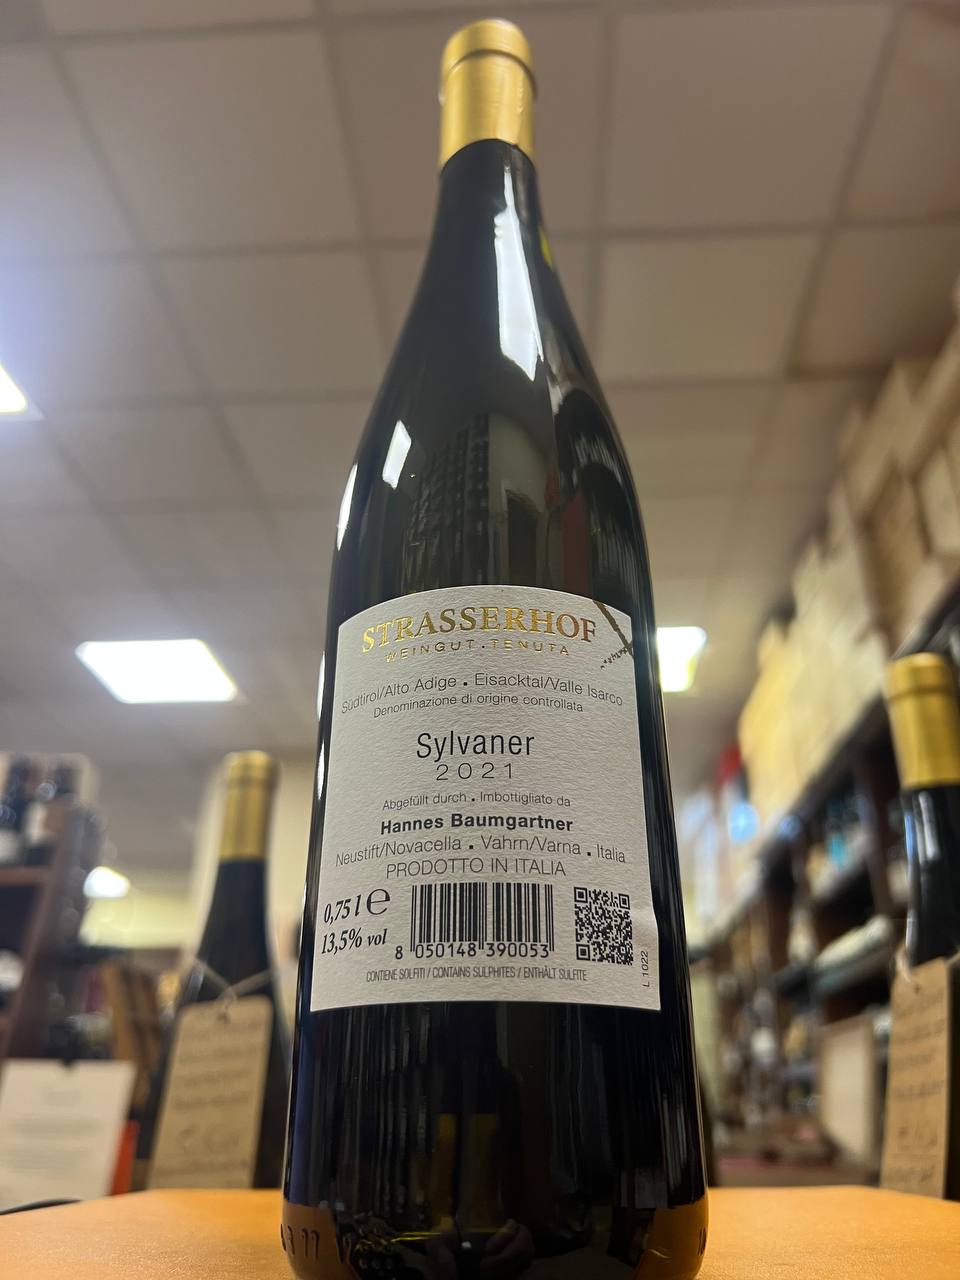 STRASSERHOF
WEINGUT . TENUTA
Südtirol/Alto Adige . Eisacktal/Valle Isarco
Denominazione di origine controllata
Sylvaner
2021
Abgefüllt durch . Imbottigliato da
Hannes Baumgartner
Neustift/Novacella . Vahrn/Varna . Italia
PRODOTTO IN ITALIA
0,75 l e
13,5% vol
8 050148 390053
CONTIENE SOLFITI / CONTAINS SULPHITES / ENTHÄLT SULFITE
L 1022